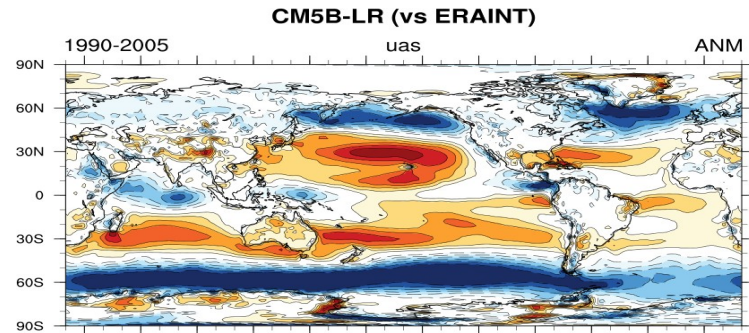 CM5B-LR (vs ERAINT)
1990-2005 uas ANM
90N
60N
30N
0
30S
60S
90S